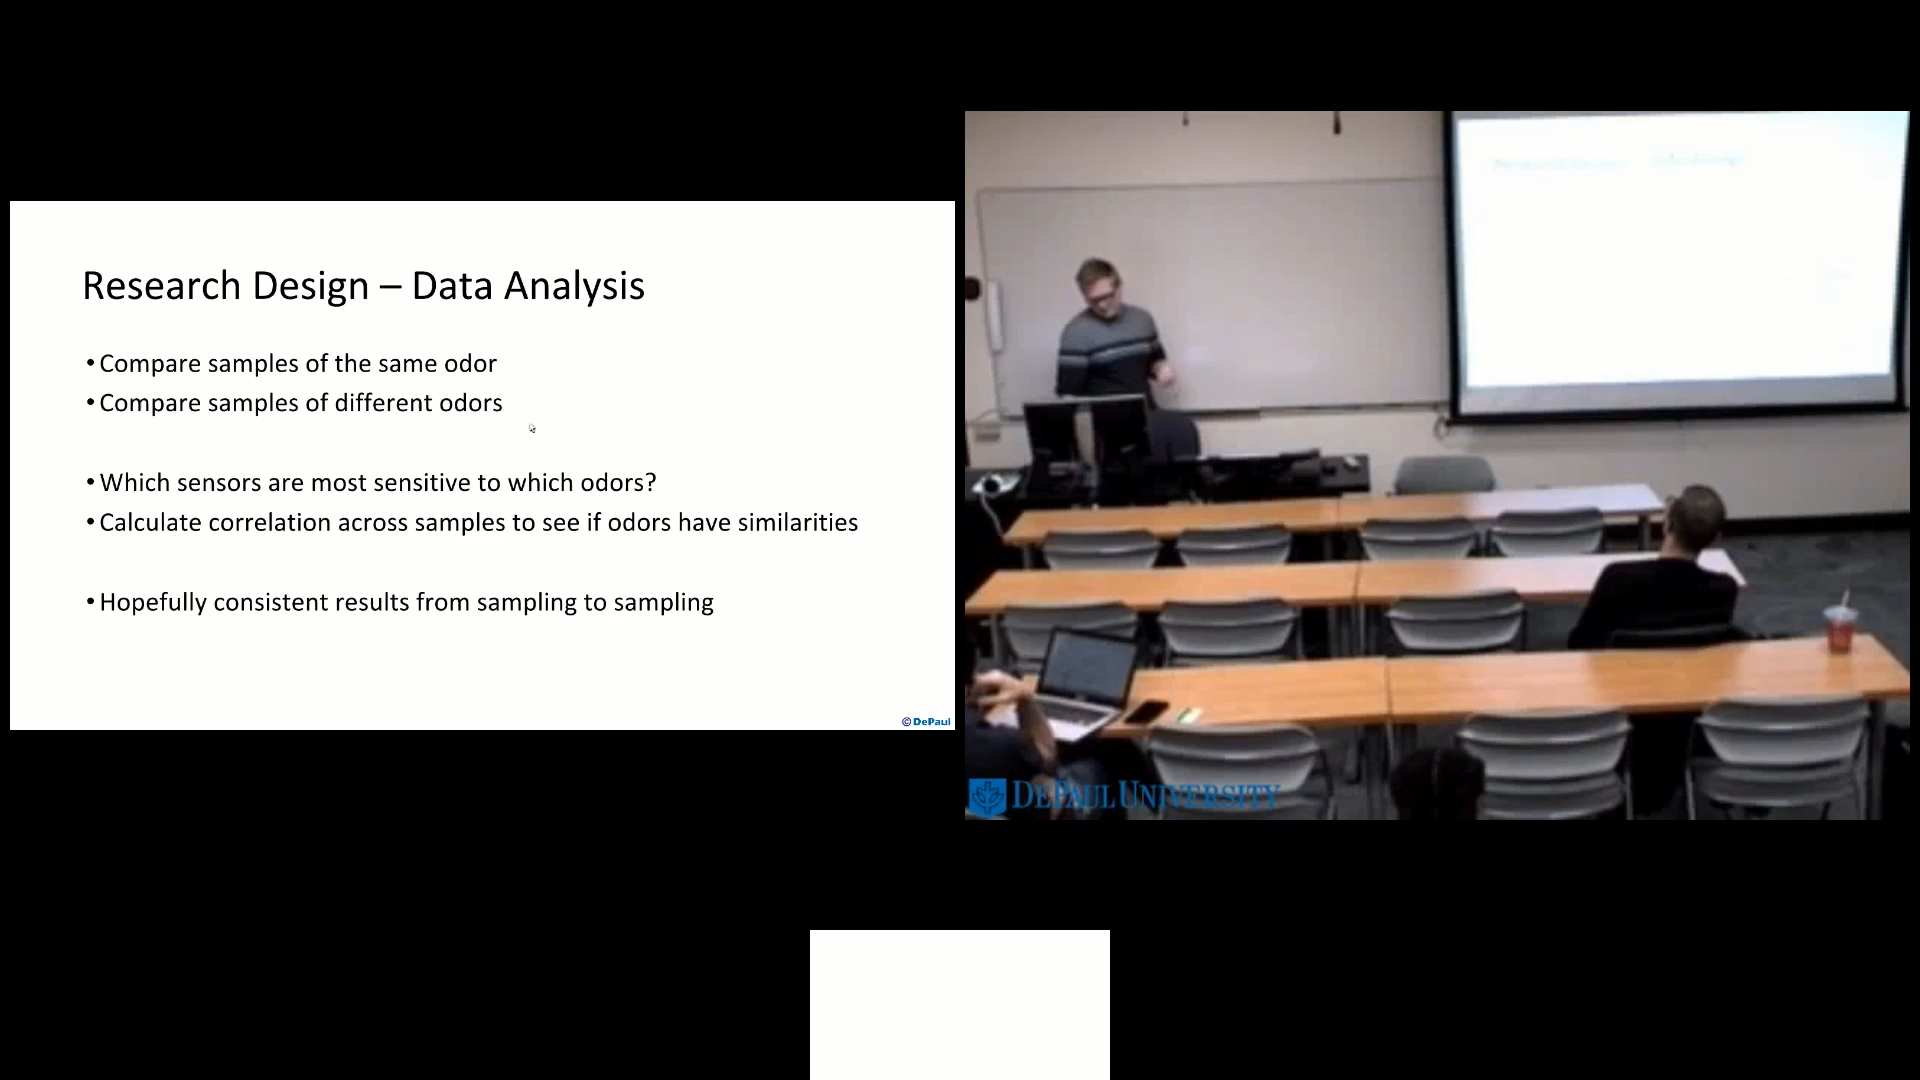 Research Design – Data Analysis
•Compare samples of the same odor
•Compare samples of different odors
•Which sensors are most sensitive to which odors?
•Calculate correlation across samples to see if odors have similarities
•Hopefully consistent results from sampling to sampling
© DePaul
DEPAUL UNIVERSITY